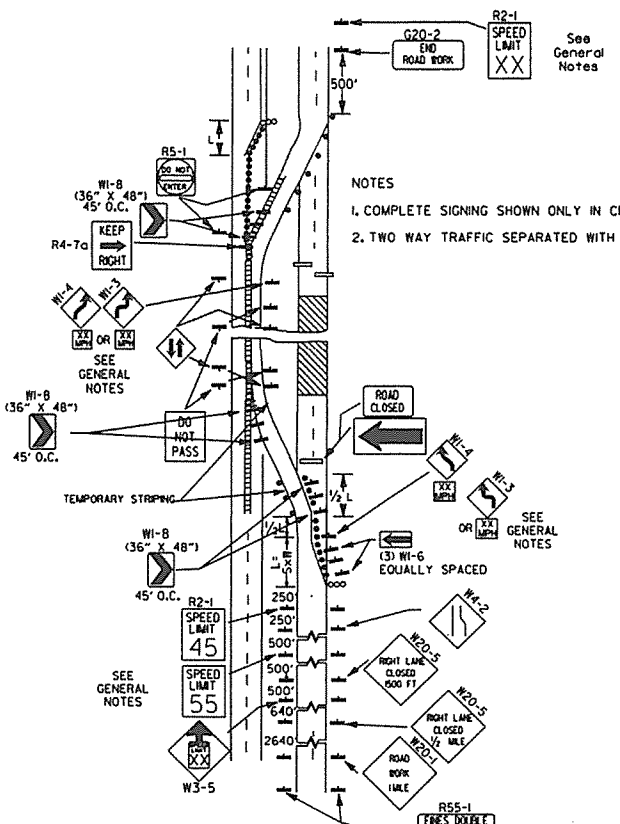 R2-1
SPEED
LIMIT
XX
See
General
Notes
G20-2
END
ROAD WORK
500'
L
R5-1
DO NOT
ENTER
W1-8
(36" X 48")
45' O.C.
R4-7a
KEEP
RIGHT
NOTES
1. COMPLETE SIGNING SHOWN ONLY IN
2. TWO WAY TRAFFIC SEPARATED WITH
W1-4
W1-3
XX
MPH
OR
XX
MPH
SEE
GENERAL
NOTES
W1-8
(36" X 48")
45' O.C.
DO
NOT
PASS
ROAD
CLOSED
TEMPORARY STRIPING
1/2 L
W1-4
XX
MPH
W1-3
OR
XX
MPH
SEE
GENERAL
NOTES
W1-8
(36" X 48")
45' O.C.
1/2 L
L=
SxW
(3) W1-6
EQUALLY SPACED
R2-1
SPEED
LIMIT
45
250'
250'
W4-2
SEE
GENERAL
NOTES
SPEED
LIMIT
55
500'
500'
W20-5
RIGHT LANE
CLOSED
1500 FT
500'
640'
W20-5
RIGHT LANE
CLOSED
1/2 MILE
XX
W3-5
2640'
W20-1
ROAD
WORK
1 MILE
R55-1
FINES DOUBLE